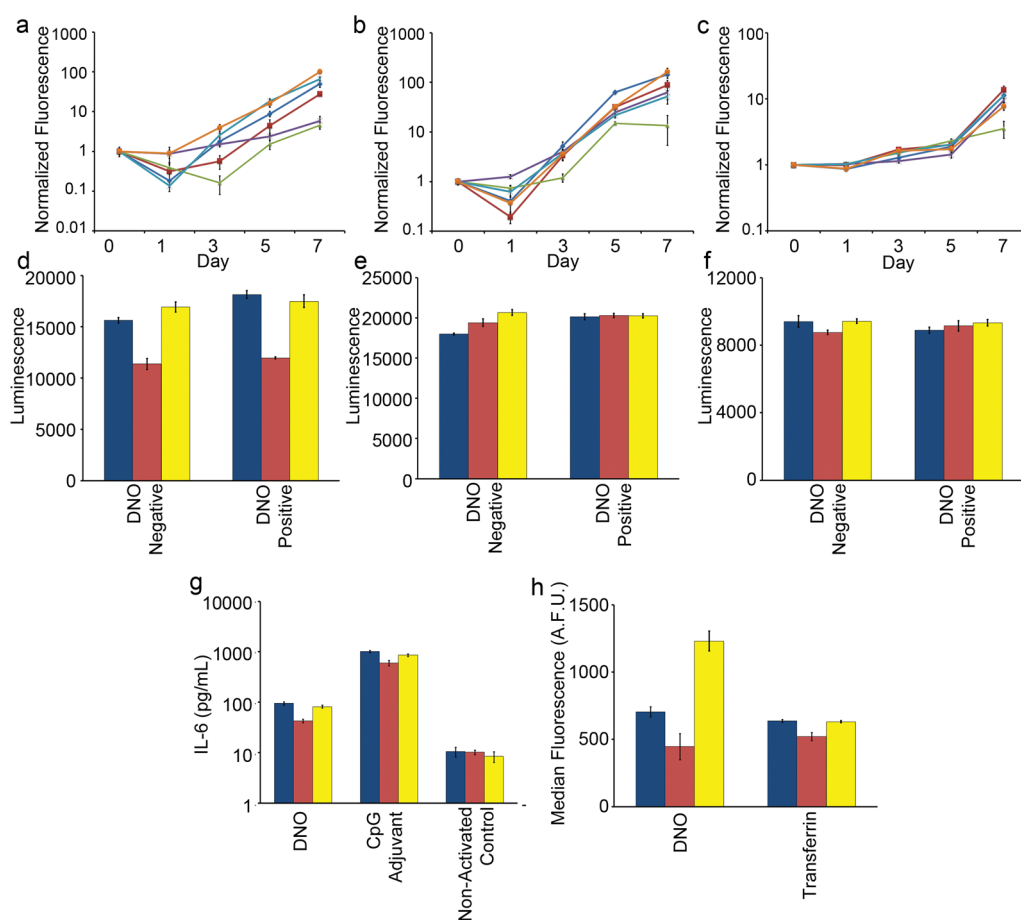 a
Normalized Fluorescence
1000
100
10
1
0.1
0.01
0 1 3 5 7
Day
b
Normalized Fluorescence
1000
100
10
1
0.1
0 1 3 5 7
Day
c
Normalized Fluorescence
100
10
1
0.1
0 1 3 5 7
Day
d
Luminescence
20000
15000
10000
5000
0
DNO
Negative
DNO
Positive
e
Luminescence
25000
20000
15000
10000
5000
0
DNO
Negative
DNO
Positive
f
Luminescence
12000
8000
4000
0
DNO
Negative
DNO
Positive
g
IL-6 (pg/mL)
10000
1000
100
10
1
DNO
CpG
Adjuvant
Non-Activated
Control
-
h
Median Fluorescence (A.F.U.)
1500
1000
500
0
DNO
Transferrin